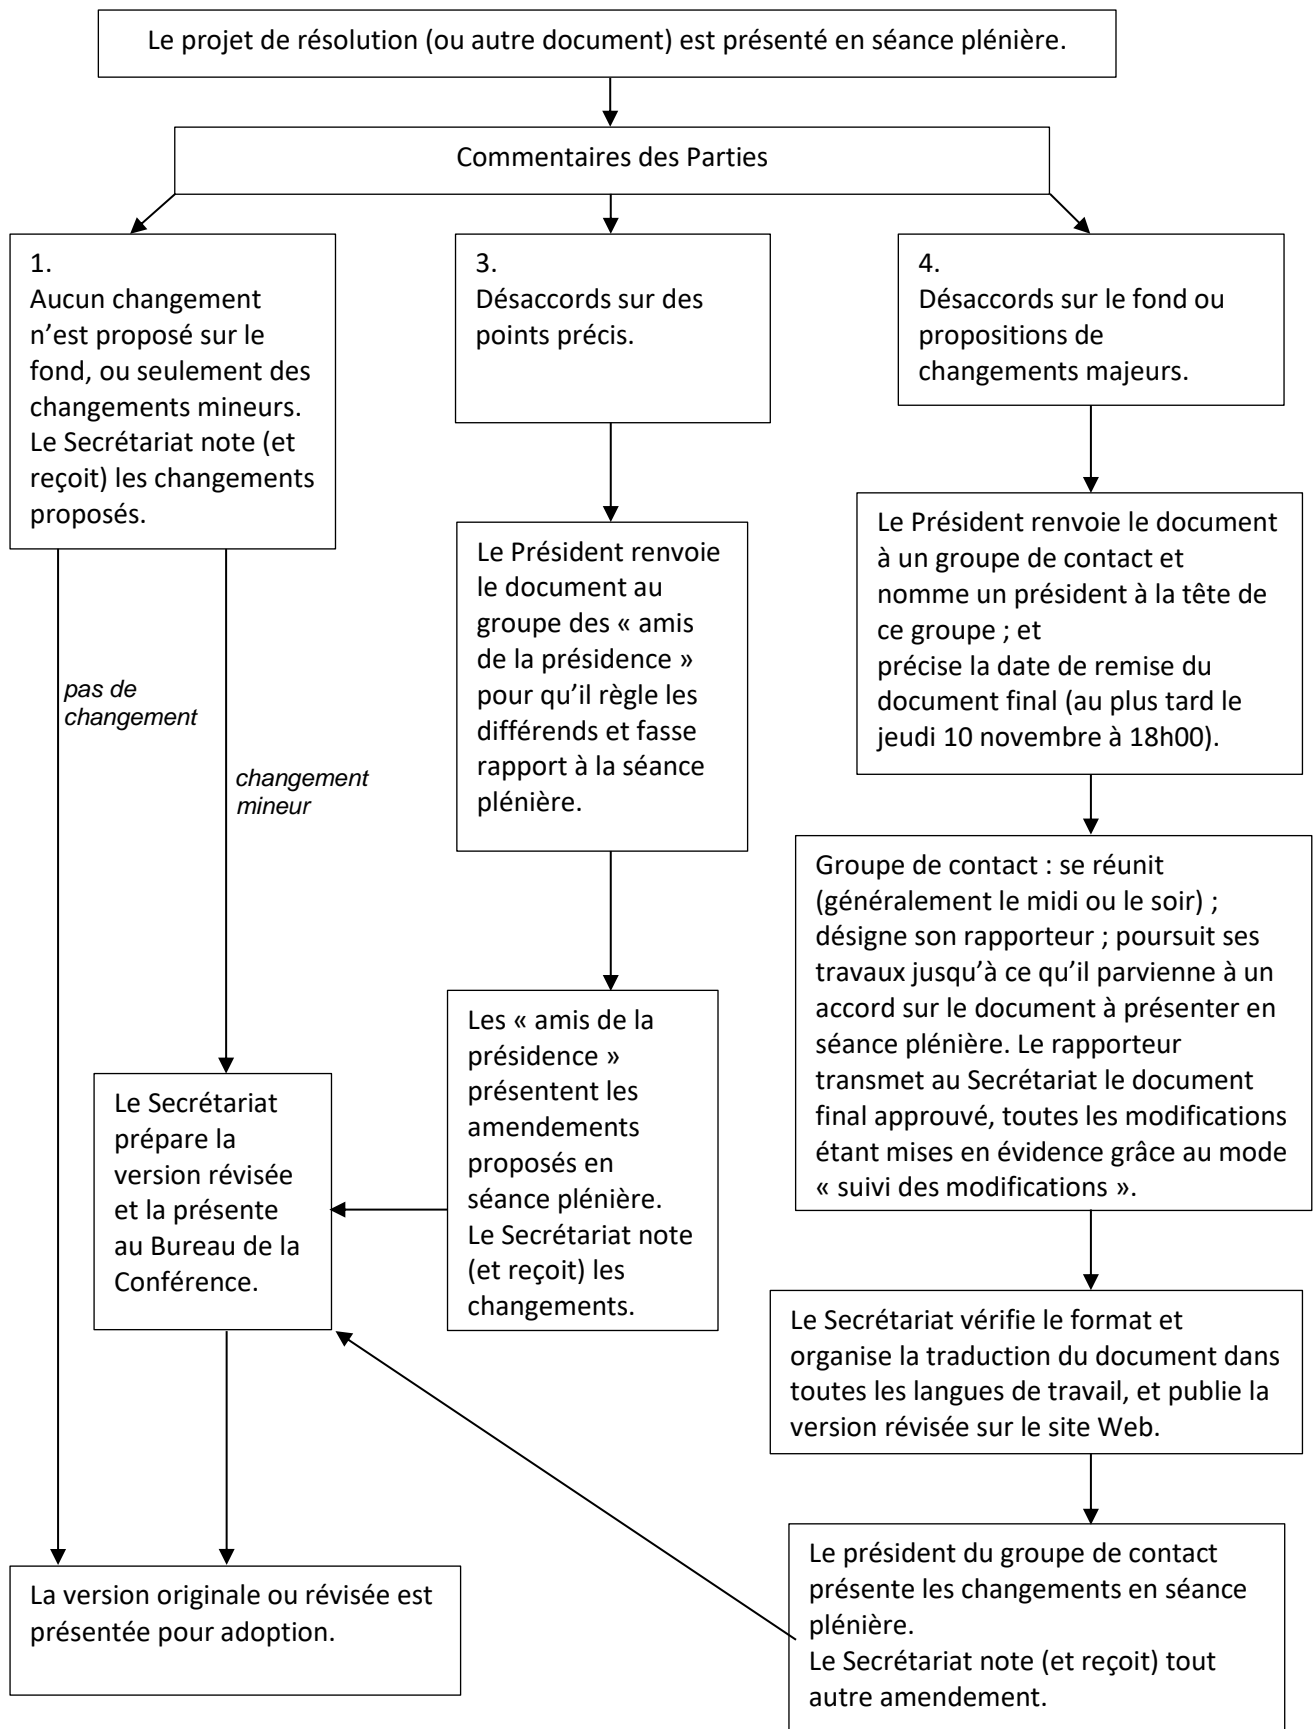 Le projet de résolution (ou autre document) est présenté en séance plénière.
Commentaires des Parties
1.
Aucun changement
n’est proposé sur le
fond, ou seulement des
changements mineurs.
Le Secrétariat note (et
reçoit) les changements
proposés.
3.
Désaccords sur des
points précis.
4.
Désaccords sur le fond ou
propositions de
changements majeurs.
pas de
changement
changement
mineur
Le Président renvoie
le document au
groupe des « amis
de la présidence »
pour qu’il règle les
différends et fasse
rapport à la séance
plénière.
Le Président renvoie le document
à un groupe de contact et
nomme un président à la tête de
ce groupe ; et
précise la date de remise du
document final (au plus tard le
jeudi 10 novembre à 18h00).
Groupe de contact : se réunit
(généralement le midi ou le soir) ;
désigne son rapporteur ; poursuit ses
travaux jusqu’à ce qu’il parvienne à un
accord sur le document à présenter en
séance plénière. Le rapporteur
transmet au Secrétariat le document
final approuvé, toutes les modifications
étant mises en évidence grâce au mode
« suivi des modifications ».
Les « amis de la
présidence »
présentent les
amendements
proposés en
séance plénière.
Le Secrétariat note
(et reçoit) les
changements.
Le Secrétariat
prépare la
version révisée
et la présente
au Bureau de la
Conférence.
Le Secrétariat vérifie le format et
organise la traduction du document dans
toutes les langues de travail, et publie la
version révisée sur le site Web.
Le président du groupe de contact
présente les changements en séance
plénière.
Le Secrétariat note (et reçoit) tout
autre amendement.
La version originale ou révisée est
présentée pour adoption.